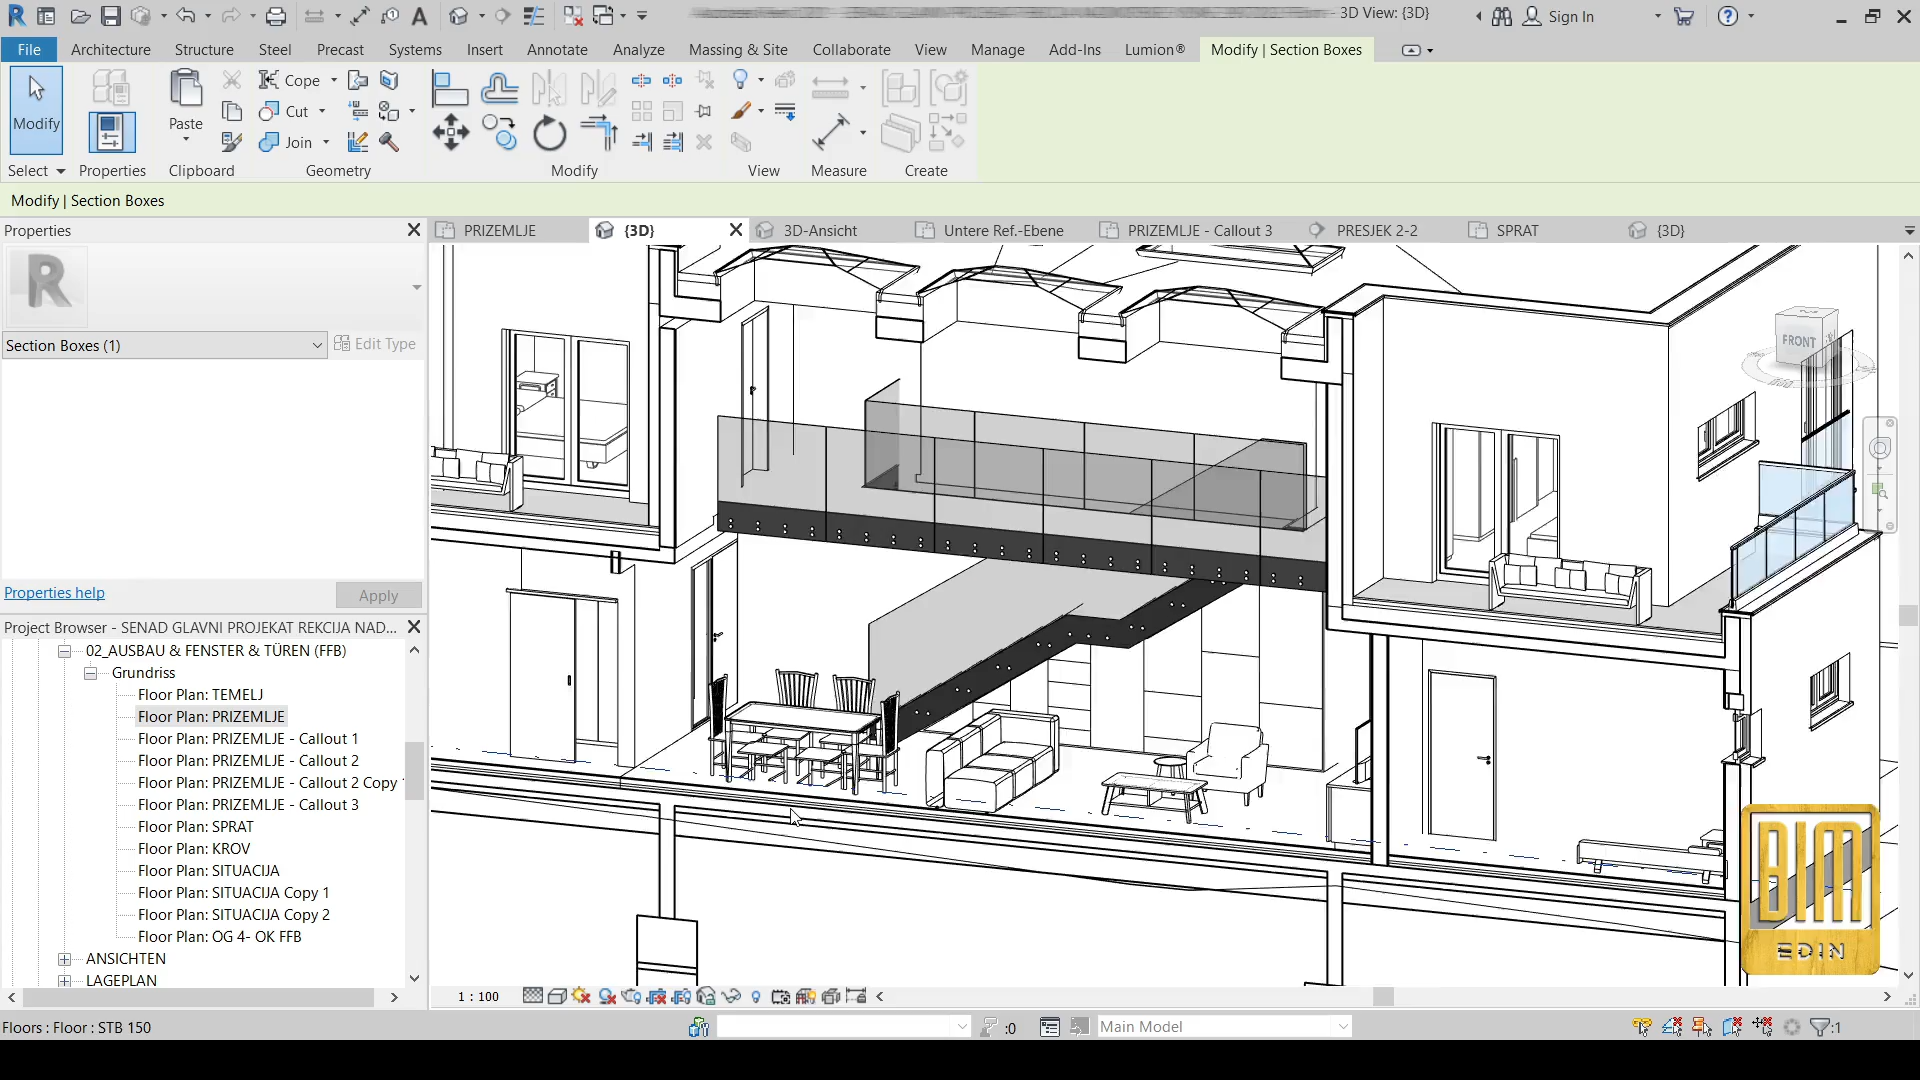 3D View: {3D}
Sign In
File
Architecture
Structure
Steel
Precast
Systems
Insert
Annotate
Analyze
Massing & Site
Collaborate
View
Manage
Add-Ins
Lumion®
Modify | Section Boxes
Modify
Paste
Cope
Cut
Join
Select
Properties
Clipboard
Geometry
Modify
View
Measure
Create
Modify | Section Boxes
Properties
PRIZEMLJE
{3D}
3D-Ansicht
Untere Ref.-Ebene
PRIZEMLJE - Callout 3
PRESJEK 2-2
SPRAT
{3D}
R
Section Boxes (1)
Edit Type
FRONT
Properties help
Apply
Project Browser - SENAD GLAVNI PROJEKAT REKCIJA NAD...
02_AUSBAU & FENSTER & TÜREN (FFB)
Grundriss
Floor Plan: TEMELJ
Floor Plan: PRIZEMLJE
Floor Plan: PRIZEMLJE - Callout 1
Floor Plan: PRIZEMLJE - Callout 2
Floor Plan: PRIZEMLJE - Callout 2 Copy
Floor Plan: PRIZEMLJE - Callout 3
Floor Plan: SPRAT
Floor Plan: KROV
Floor Plan: SITUACIJA
Floor Plan: SITUACIJA Copy 1
Floor Plan: SITUACIJA Copy 2
Floor Plan: OG 4- OK FFB
ANSICHTEN
LAGEPLAN
BIM
EDIN
1 : 100
Floors : Floor : STB 150
:0
Main Model
:1